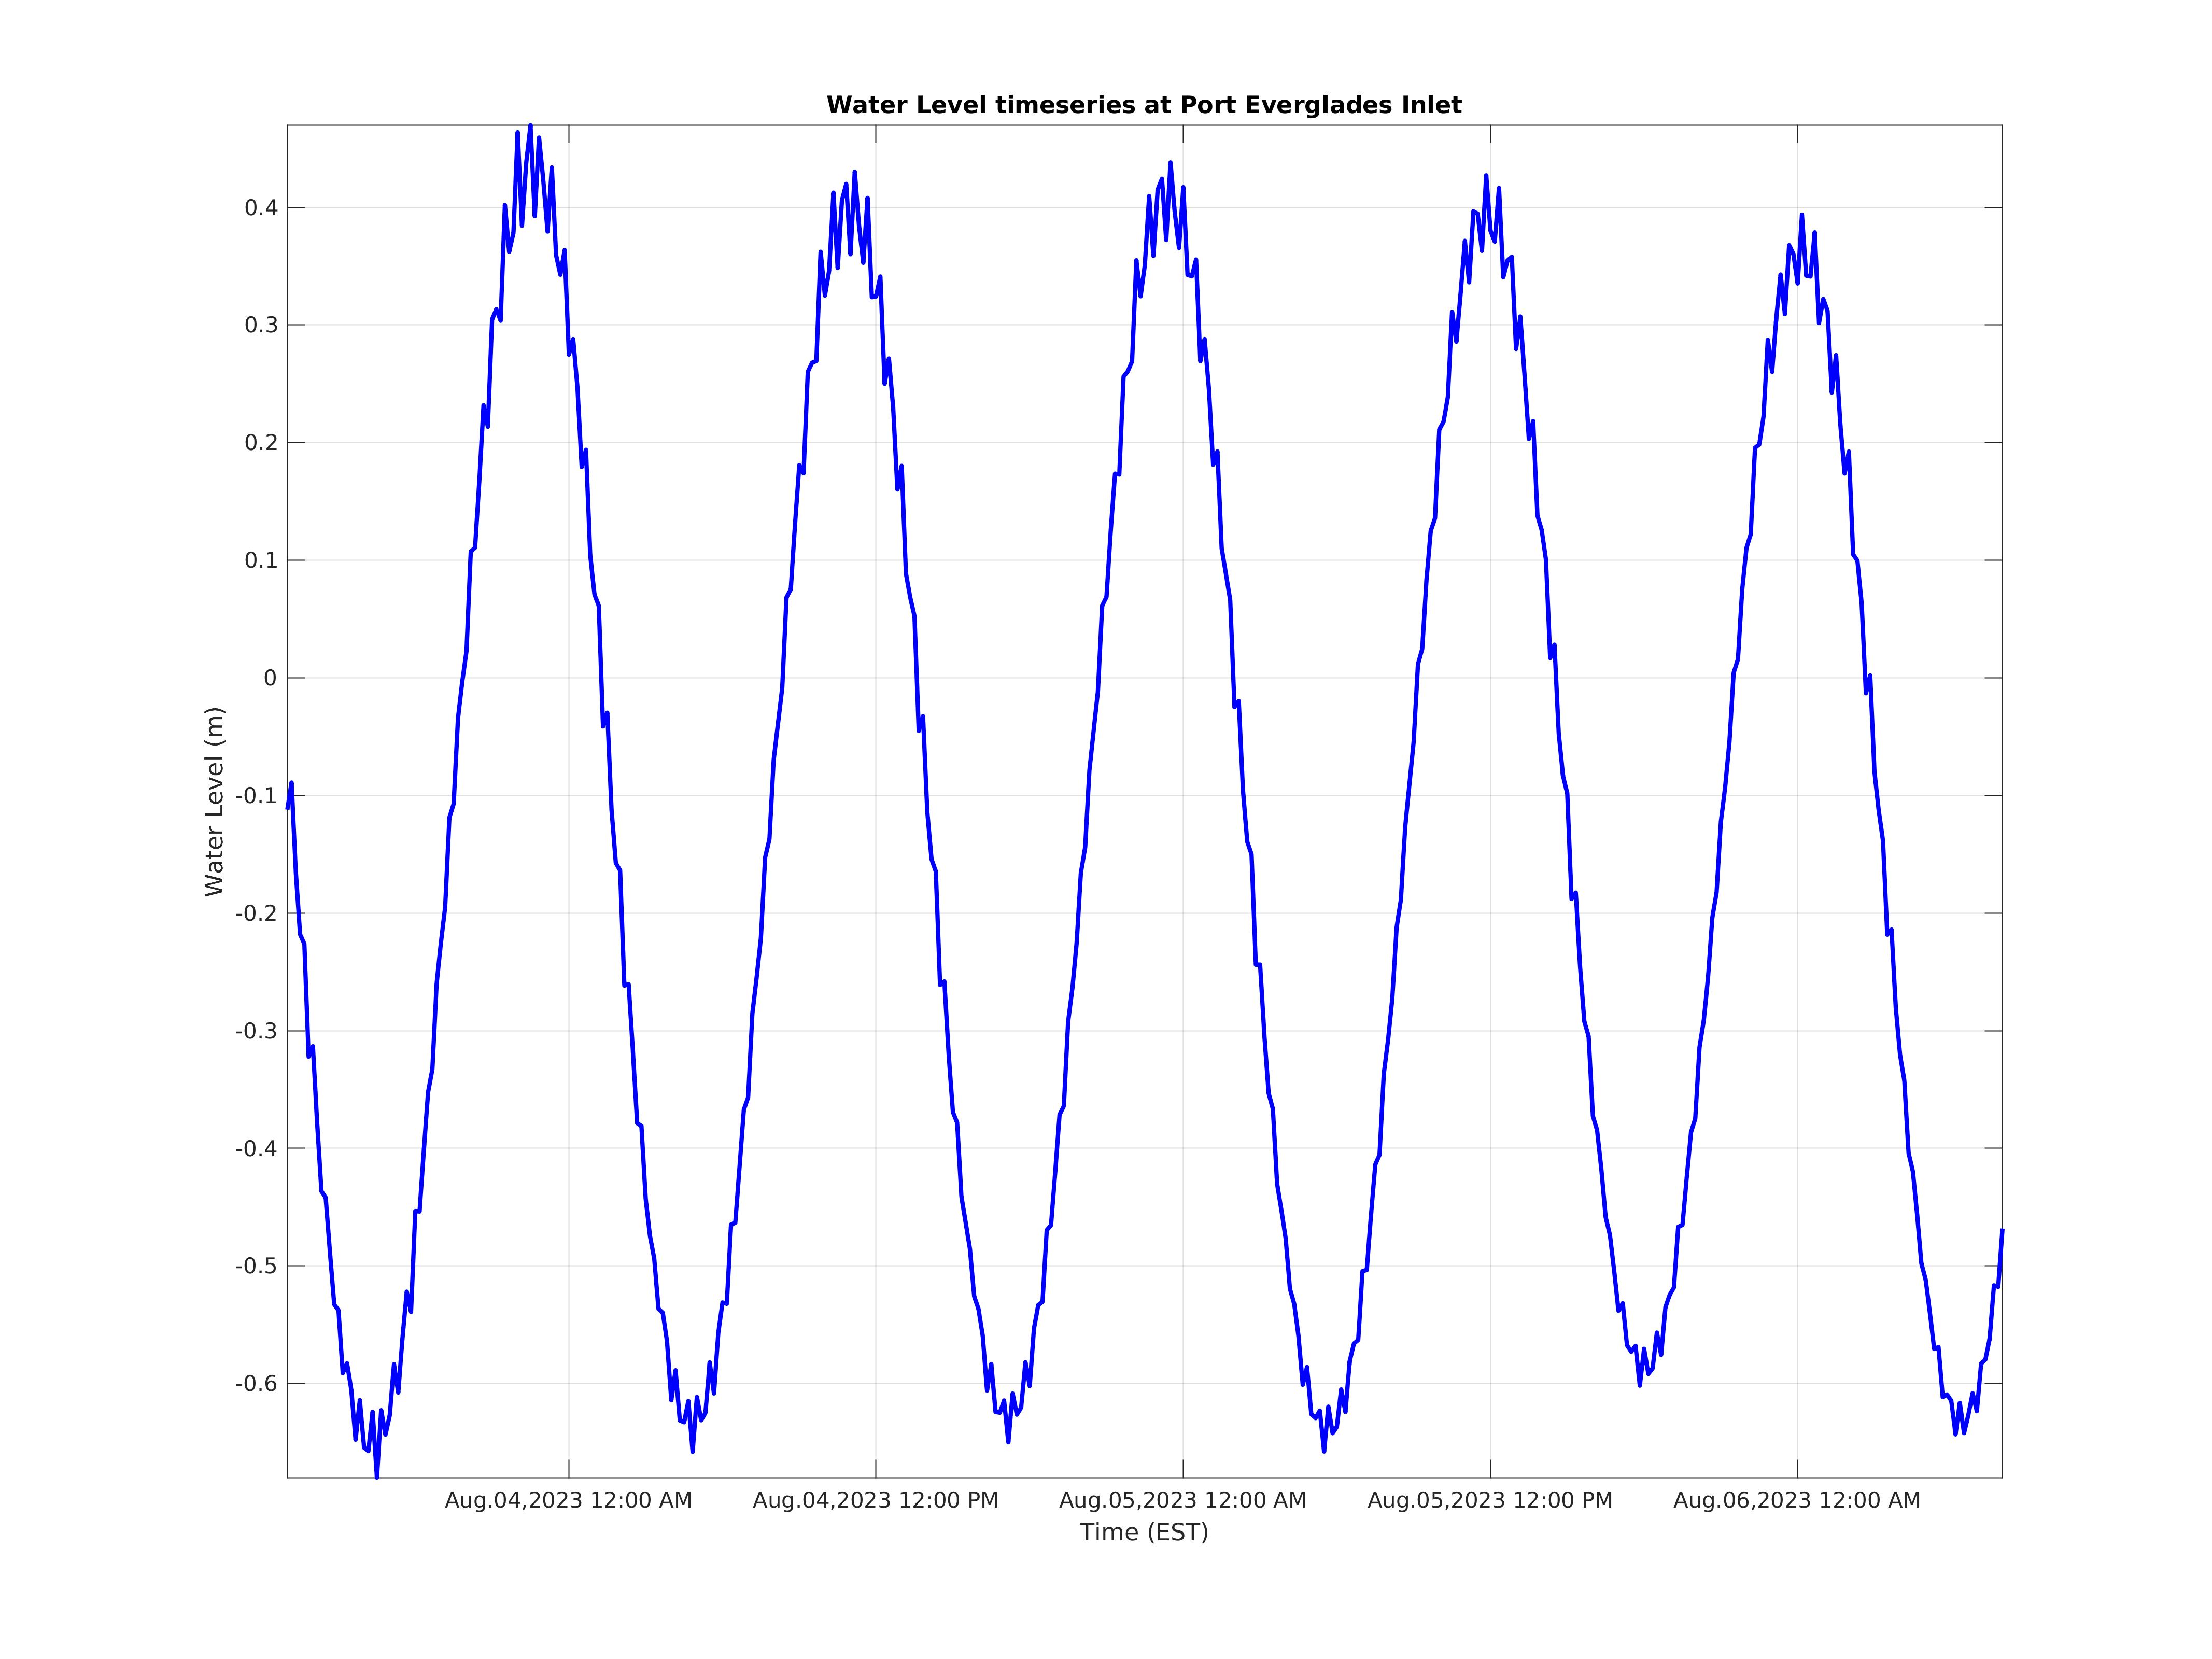 Water Level timeseries at Port Everglades Inlet
0.4
0.3
0.2
0.1
0
-0.1
-0.2
-0.3
-0.4
-0.5
-0.6
Water Level (m)
Aug.04,2023 12:00 AM
Aug.04,2023 12:00 PM
Aug.05,2023 12:00 AM
Aug.05,2023 12:00 PM
Aug.06,2023 12:00 AM
Time (EST)